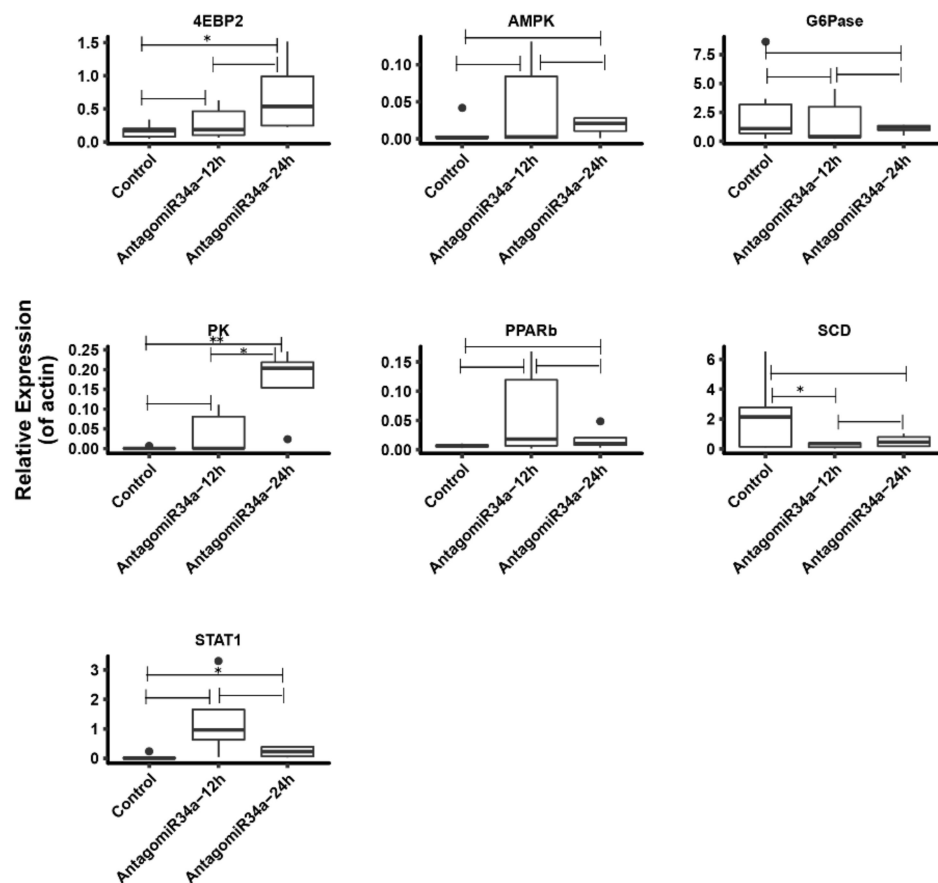 4EBP2
*
1.5
1.0
0.5
0.0
Control
AntagomiR34a−12h
AntagomiR34a−24h
AMPK
0.10
0.05
0.00
Control
AntagomiR34a−12h
AntagomiR34a−24h
G6Pase
7.5
5.0
2.5
0.0
Control
AntagomiR34a−12h
AntagomiR34a−24h
Relative Expression
(of actin)
PK
**
*
0.25
0.20
0.15
0.10
0.05
0.00
Control
AntagomiR34a−12h
AntagomiR34a−24h
PPARb
0.15
0.10
0.05
0.00
Control
AntagomiR34a−12h
AntagomiR34a−24h
SCD
*
6
4
2
0
Control
AntagomiR34a−12h
AntagomiR34a−24h
STAT1
*
3
2
1
0
Control
AntagomiR34a−12h
AntagomiR34a−24h